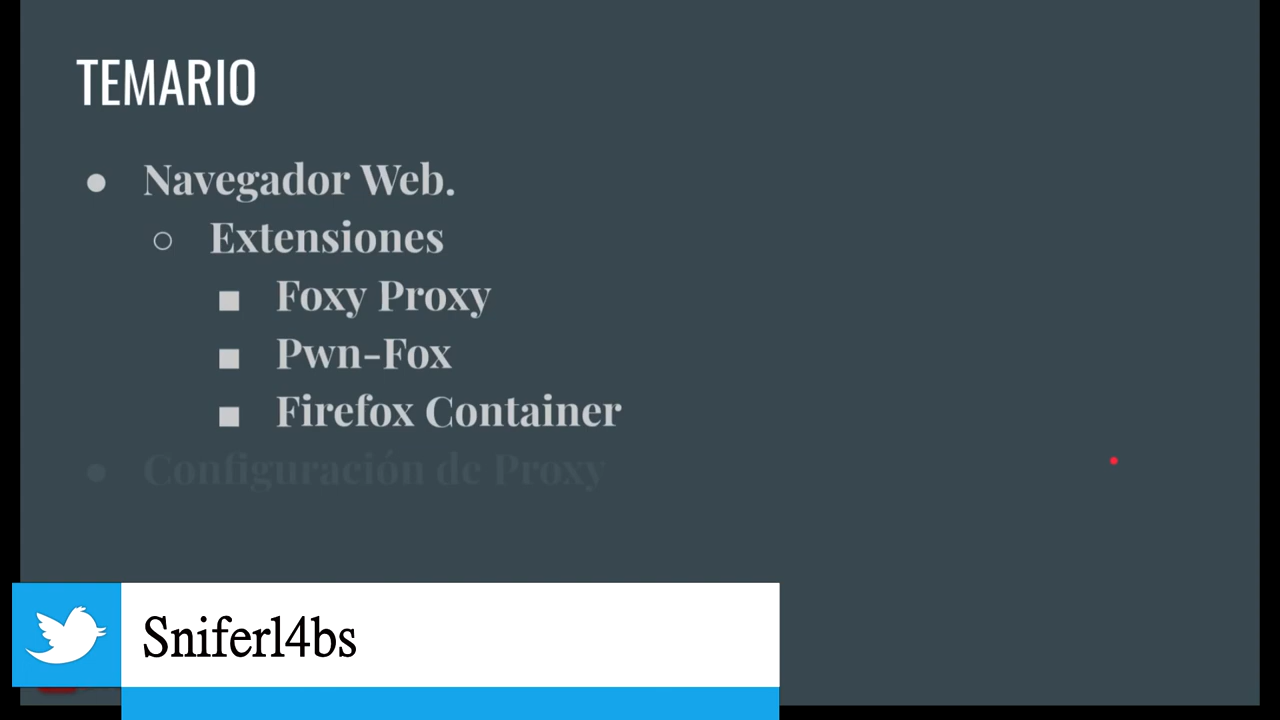 TEMARIO
● Navegador Web.
○ Extensiones
■ Foxy Proxy
■ Pwn-Fox
■ Firefox Container
● Configuración de Proxy
Sniferl4bs